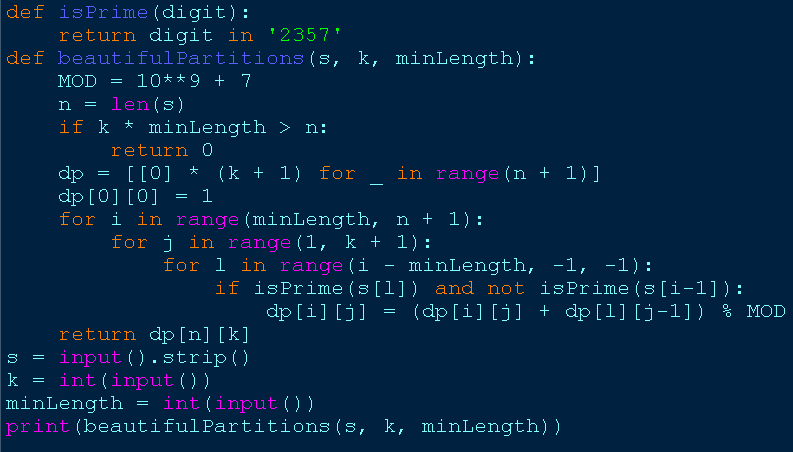 def isPrime(digit):
    return digit in '2357'
def beautifulPartitions(s, k, minLength):
    MOD = 10**9 + 7
    n = len(s)
    if k * minLength > n:
        return 0
    dp = [[0] * (k + 1) for _ in range(n + 1)]
    dp[0][0] = 1
    for i in range(minLength, n + 1):
        for j in range(1, k + 1):
            for l in range(i - minLength, -1, -1):
                if isPrime(s[l]) and not isPrime(s[i-1]):
                    dp[i][j] = (dp[i][j] + dp[l][j-1]) % MOD
    return dp[n][k]
s = input().strip()
k = int(input())
minLength = int(input())
print(beautifulPartitions(s, k, minLength))